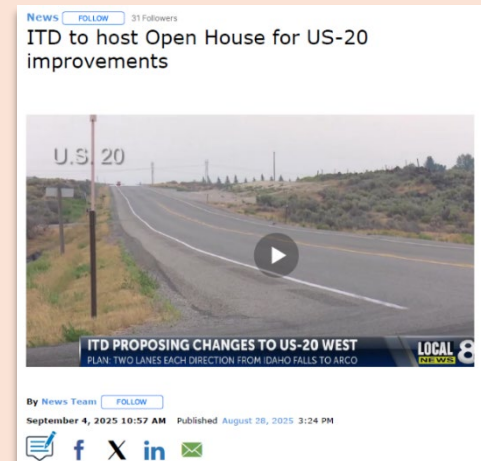 News FOLLOW 31 Followers
ITD to host Open House for US-20
improvements
U.S. 20
ITD PROPOSING CHANGES TO US-20 WEST
PLAN: TWO LANES EACH DIRECTION FROM IDAHO FALLS TO ARCO
LOCAL 8
NEWS
By News Team FOLLOW
September 4, 2025 10:57 AM Published August 28, 2025 3:24 PM
f X in